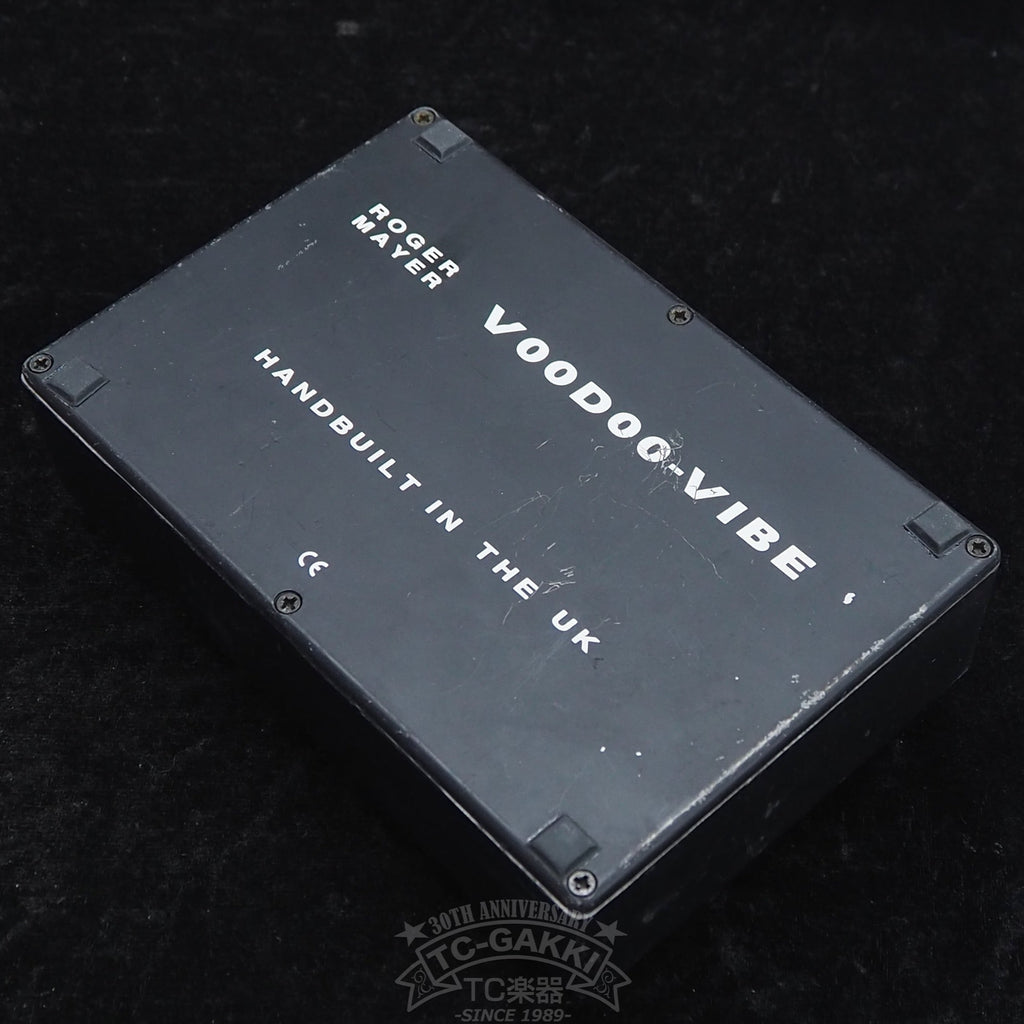 ROGER
MAYER
VOODOO-VIBE
HANDBUILT IN THE UK
CE
30TH ANNIVERSARY
TC-GAKKI
TC楽器
-SINCE 1989-